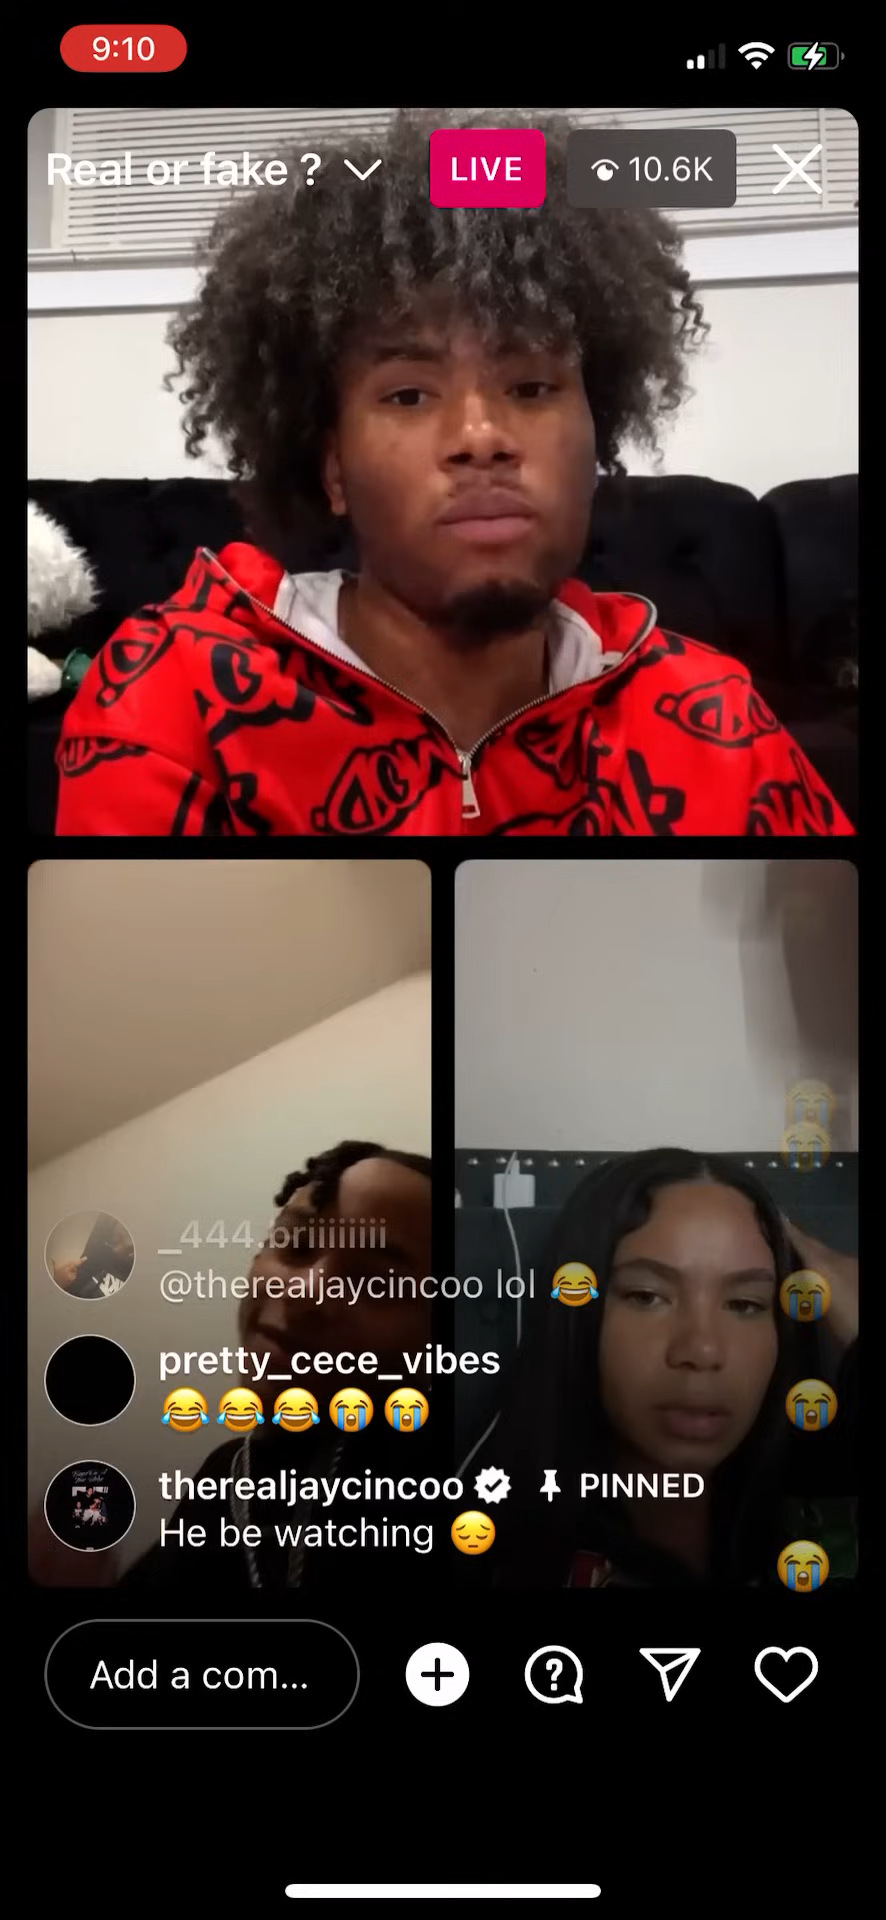 9:10
Real or fake ?
LIVE
10.6K
_444.briiiiiiii
@therealjaycincoo lol 😂
pretty_cece_vibes
😂😂😂😭😭
therealjaycincoo PINNED
He be watching 😔
Add a com...